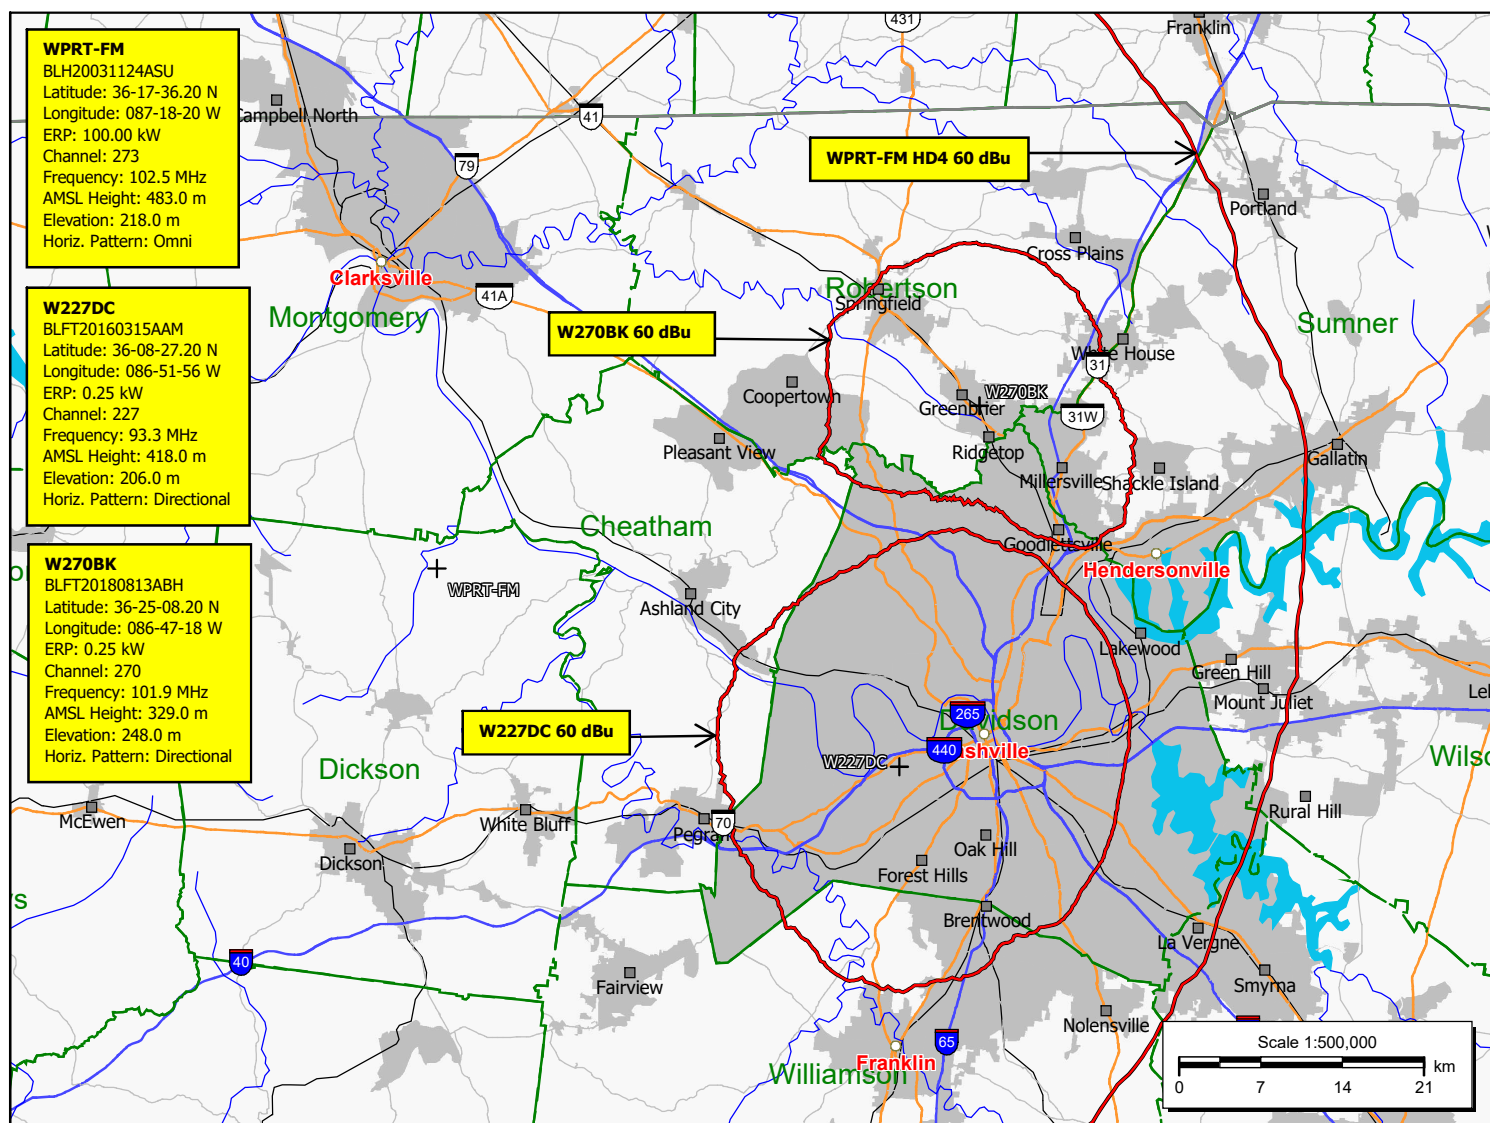 WPRT-FM
BLH20031124ASU
Latitude: 36-17-36.20 N
Longitude: 087-18-20 W
ERP: 100.00 kW
Channel: 273
Frequency: 102.5 MHz
AMSL Height: 483.0 m
Elevation: 218.0 m
Horiz. Pattern: Omni
W227DC
BLFT20160315AAM
Latitude: 36-08-27.20 N
Longitude: 086-51-56 W
ERP: 0.25 kW
Channel: 227
Frequency: 93.3 MHz
AMSL Height: 418.0 m
Elevation: 206.0 m
Horiz. Pattern: Directional
W270BK
BLFT20180813ABH
Latitude: 36-25-08.20 N
Longitude: 086-47-18 W
ERP: 0.25 kW
Channel: 270
Frequency: 101.9 MHz
AMSL Height: 329.0 m
Elevation: 248.0 m
Horiz. Pattern: Directional
431
Franklin
Campbell North
41
79
WPRT-FM HD4 60 dBu
Portland
Cross Plains
Clarksville
41A
Montgomery
Robertson
Springfield
Sumner
W270BK 60 dBu
White House
31
Coopertown
Greenbrier
W270BK
31W
Pleasant View
Ridgetop
Gallatin
Millersville
Shackle Island
Cheatham
Goodlettsville
Hendersonville
WPRT-FM
Ashland City
Lakewood
Green Hill
Mount Juliet
265
Davidson
W227DC 60 dBu
440
W227DC
Dickson
McEwen
White Bluff
Pegram
70
Rural Hill
Dickson
Oak Hill
Forest Hills
Brentwood
La Vergne
40
Fairview
Smyrna
Nolensville
65
Franklin
Williamson
Scale 1:500,000
km
0 7 14 21